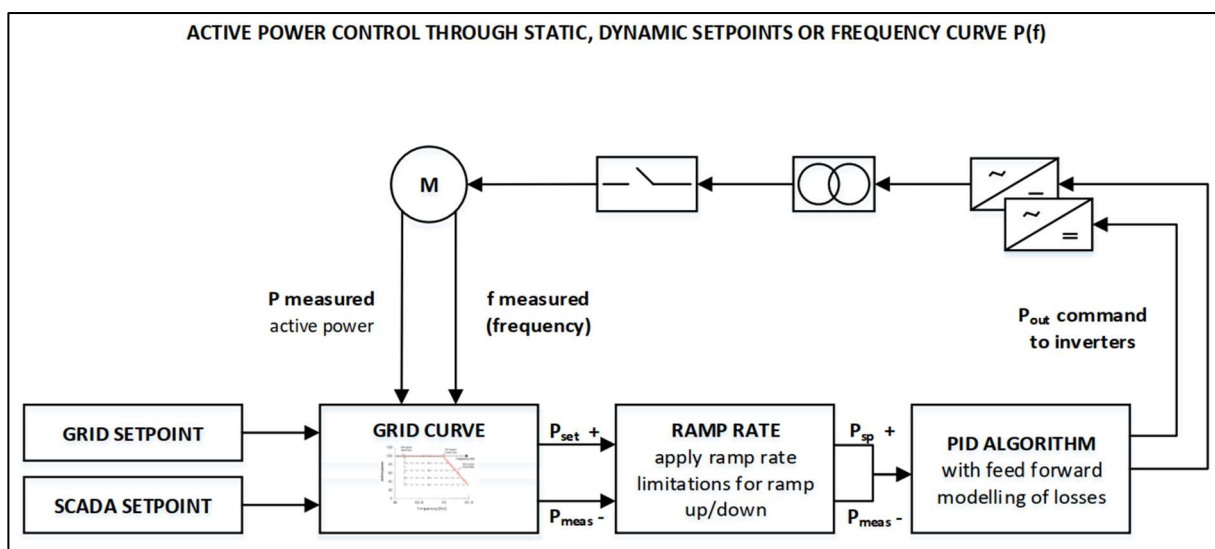 ACTIVE POWER CONTROL THROUGH STATIC, DYNAMIC SETPOINTS OR FREQUENCY CURVE P(f)
M
~
–
~
=
P measured
active power
f measured
(frequency)
Pout command
to inverters
GRID SETPOINT
SCADA SETPOINT
GRID CURVE
Pset +
Pmeas -
RAMP RATE
apply ramp rate
limitations for ramp
up/down
Psp +
Pmeas -
PID ALGORITHM
with feed forward
modelling of losses